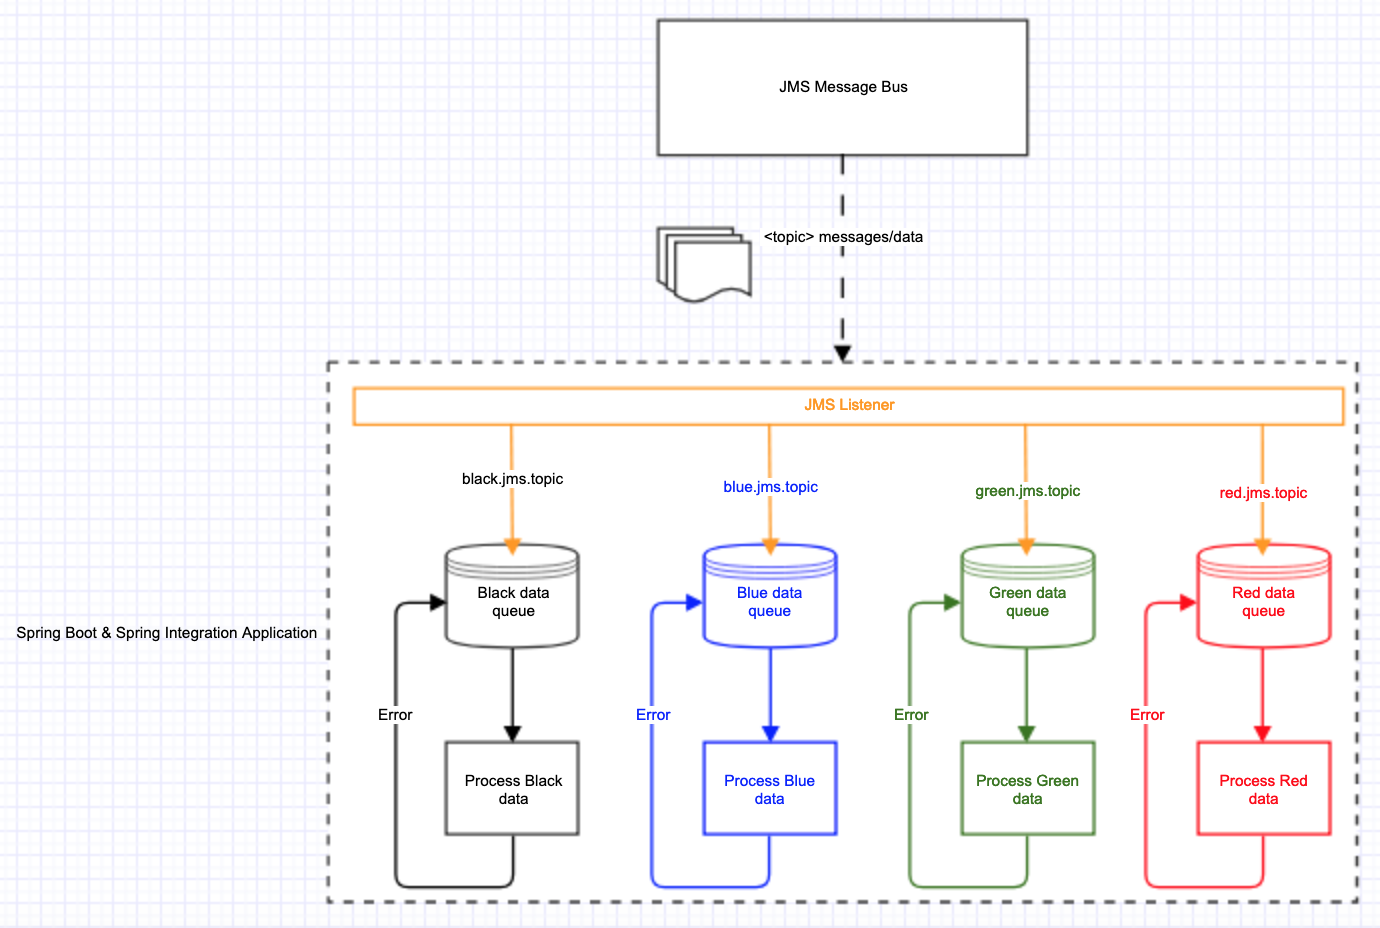 JMS Message Bus
<topic> messages/data
JMS Listener
black.jms.topic
blue.jms.topic
green.jms.topic
red.jms.topic
Black data
queue
Blue data
queue
Green data
queue
Red data
queue
Spring Boot & Spring Integration Application
Error
Error
Error
Error
Process Black
data
Process Blue
data
Process Green
data
Process Red
data